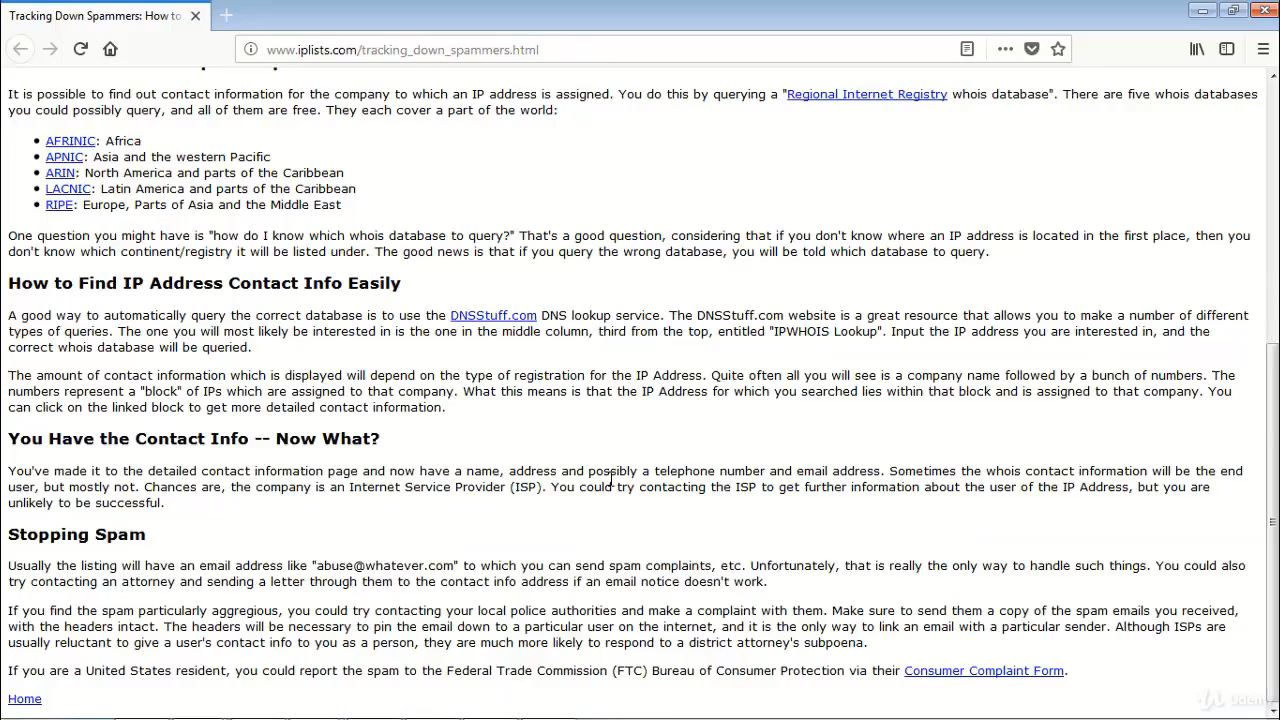 Tracking Down Spammers: How to
www.iplists.com/tracking_down_spammers.html
It is possible to find out contact information for the company to which an IP address is assigned. You do this by querying a "Regional Internet Registry whois database". There are five whois databases
you could possibly query, and all of them are free. They each cover a part of the world:
AFRINIC: Africa
APNIC: Asia and the western Pacific
ARIN: North America and parts of the Caribbean
LACNIC: Latin America and parts of the Caribbean
RIPE: Europe, Parts of Asia and the Middle East
One question you might have is "how do I know which whois database to query?" That's a good question, considering that if you don't know where an IP address is located in the first place, then you
don't know which continent/registry it will be listed under. The good news is that if you query the wrong database, you will be told which database to query.
How to Find IP Address Contact Info Easily
A good way to automatically query the correct database is to use the DNSStuff.com DNS lookup service. The DNSStuff.com website is a great resource that allows you to make a number of different
types of queries. The one you will most likely be interested in is the one in the middle column, third from the top, entitled "IPWHOIS Lookup". Input the IP address you are interested in, and the
correct whois database will be queried.
The amount of contact information which is displayed will depend on the type of registration for the IP Address. Quite often all you will see is a company name followed by a bunch of numbers. The
numbers represent a "block" of IPs which are assigned to that company. What this means is that the IP Address for which you searched lies within that block and is assigned to that company. You
can click on the linked block to get more detailed contact information.
You Have the Contact Info -- Now What?
You've made it to the detailed contact information page and now have a name, address and possibly a telephone number and email address. Sometimes the whois contact information will be the end
user, but mostly not. Chances are, the company is an Internet Service Provider (ISP). You could try contacting the ISP to get further information about the user of the IP Address, but you are
unlikely to be successful.
Stopping Spam
Usually the listing will have an email address like "abuse@whatever.com" to which you can send spam complaints, etc. Unfortunately, that is really the only way to handle such things. You could also
try contacting an attorney and sending a letter through them to the contact info address if an email notice doesn't work.
If you find the spam particularly aggregious, you could try contacting your local police authorities and make a complaint with them. Make sure to send them a copy of the spam emails you received,
with the headers intact. The headers will be necessary to pin the email down to a particular user on the internet, and it is the only way to link an email with a particular sender. Although ISPs are
usually reluctant to give a user's contact info to you as a person, they are much more likely to respond to a district attorney's subpoena.
If you are a United States resident, you could report the spam to the Federal Trade Commission (FTC) Bureau of Consumer Protection via their Consumer Complaint Form.
Home
Udemy